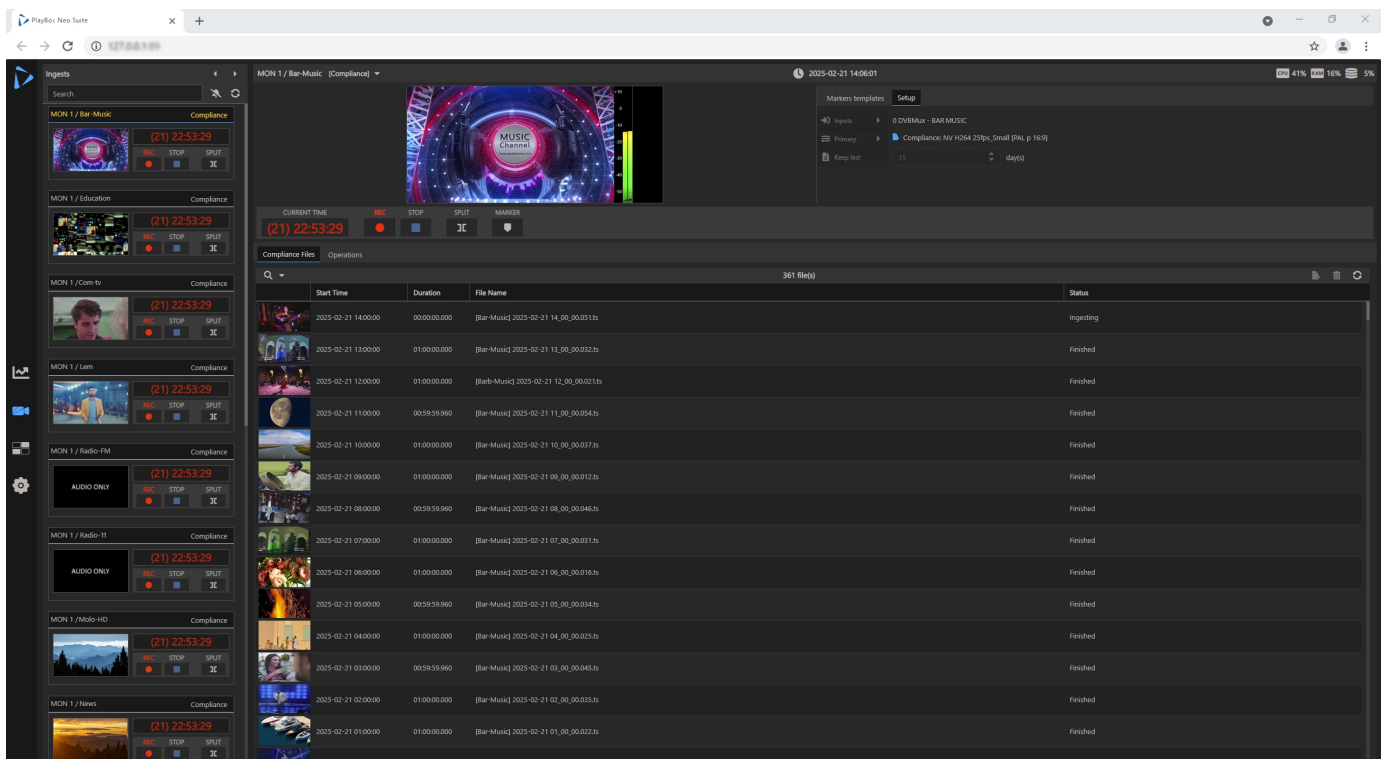 PlayBox Neo Suite
Ingests
Search
MON 1 / Bar-Music Compliance
(21) 22:53:29
REC STOP SPLIT
MON 1 / Education Compliance
(21) 22:53:29
REC STOP SPLIT
MON 1 /Com-tv Compliance
(21) 22:53:29
REC STOP SPLIT
MON 1 / Lem Compliance
(21) 22:53:29
REC STOP SPLIT
MON 1 / Radio-FM Compliance
AUDIO ONLY
(21) 22:53:29
REC STOP SPLIT
MON 1 / Radio-11 Compliance
AUDIO ONLY
(21) 22:53:29
REC STOP SPLIT
MON 1 /Molo-HD Compliance
(21) 22:53:29
REC STOP SPLIT
MON 1 / News Compliance
(21) 22:53:29
REC STOP SPLIT
MON 1 / Bar-Music [Compliance]
2025-02-21 14:06:01
CPU 41% RAM 16% 5%
MUSIC
Channel
+10
0
-10
-20
-30
-40
-50
Markers templates Setup
Inputs 0 DVBMux - BAR MUSIC
Primary Compliance: NV H264 25fps_Small [PAL p 16:9]
Keep last 15 day(s)
CURRENT TIME REC STOP SPLIT MARKER
(21) 22:53:29
Compliance Files Operations
361 file(s)
Start Time Duration File Name Status
2025-02-21 14:00:00 00:00:00.000 [Bar-Music] 2025-02-21 14_00_00.051.ts Ingesting
2025-02-21 13:00:00 01:00:00.000 [Bar-Music] 2025-02-21 13_00_00.032.ts Finished
2025-02-21 12:00:00 01:00:00.000 [Barb-Music] 2025-02-21 12_00_00.021.ts Finished
2025-02-21 11:00:00 00:59:59.960 [Bar-Music] 2025-02-21 11_00_00.054.ts Finished
2025-02-21 10:00:00 01:00:00.000 [Bar-Music] 2025-02-21 10_00_00.037.ts Finished
2025-02-21 09:00:00 01:00:00.000 [Bar-Music] 2025-02-21 09_00_00.012.ts Finished
2025-02-21 08:00:00 00:59:59.960 [Bar-Music] 2025-02-21 08_00_00.046.ts Finished
2025-02-21 07:00:00 01:00:00.000 [Bar-Music] 2025-02-21 07_00_00.031.ts Finished
2025-02-21 06:00:00 01:00:00.000 [Bar-Music] 2025-02-21 06_00_00.016.ts Finished
2025-02-21 05:00:00 00:59:59.960 [Bar-Music] 2025-02-21 05_00_00.034.ts Finished
2025-02-21 04:00:00 01:00:00.000 [Bar-Music] 2025-02-21 04_00_00.025.ts Finished
2025-02-21 03:00:00 00:59:59.960 [Bar-Music] 2025-02-21 03_00_00.045.ts Finished
2025-02-21 02:00:00 01:00:00.000 [Bar-Music] 2025-02-21 02_00_00.035.ts Finished
2025-02-21 01:00:00 01:00:00.000 [Bar-Music] 2025-02-21 01_00_00.022.ts Finished